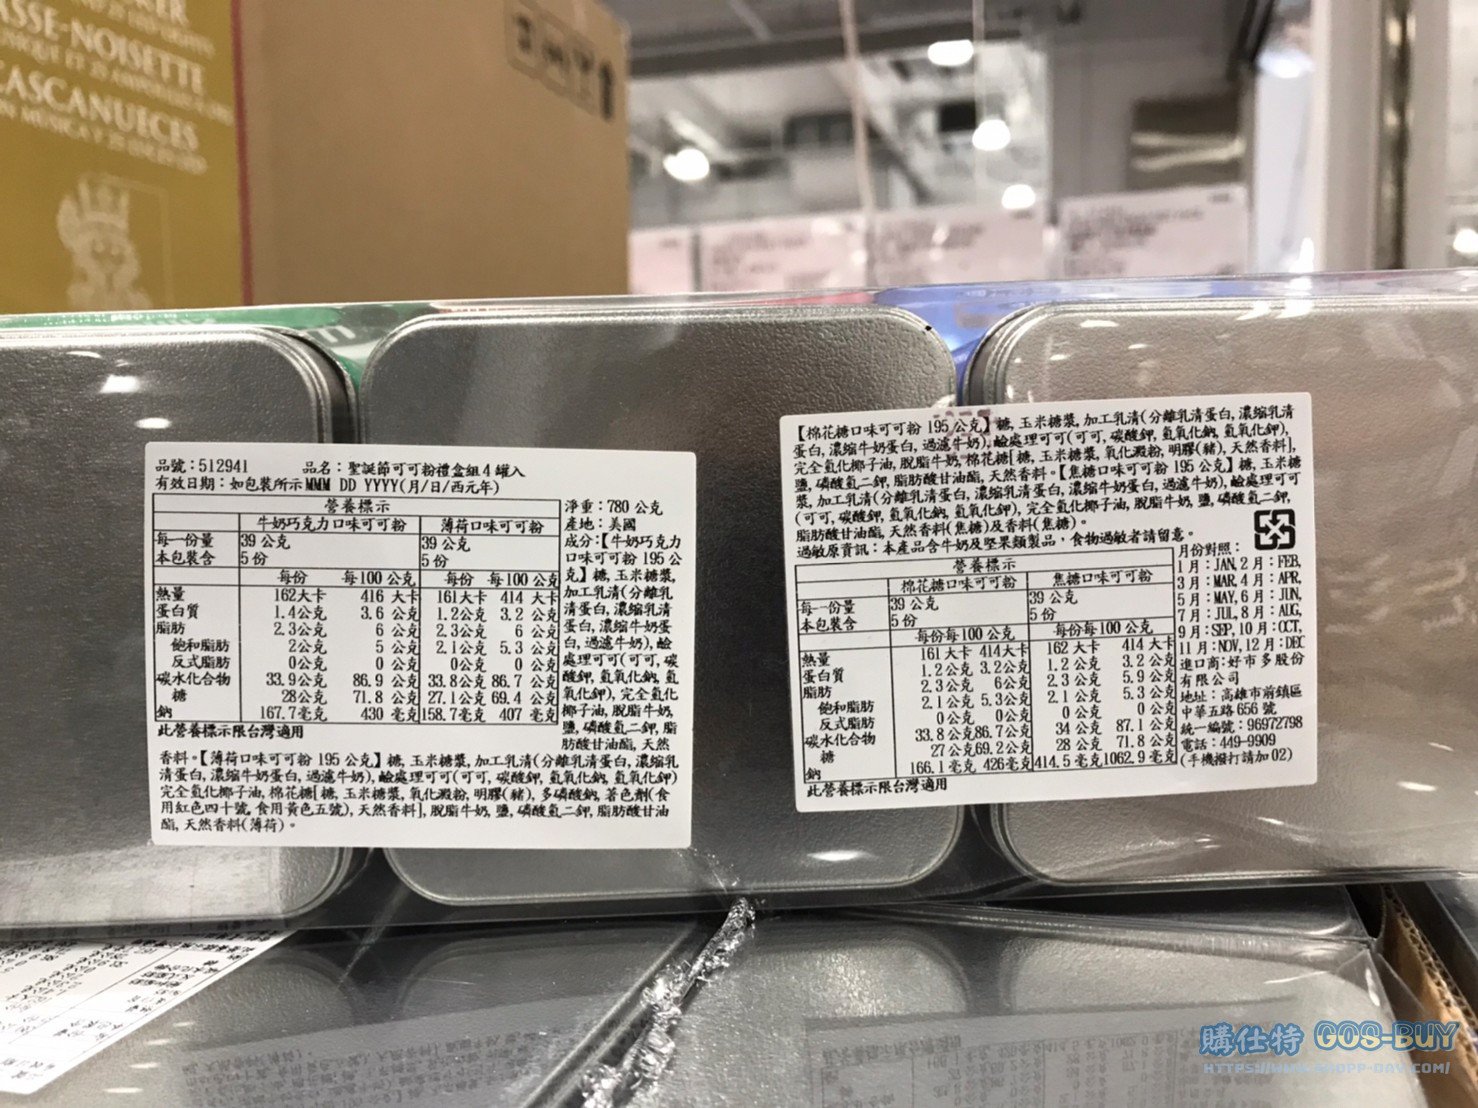 NOISETTE
CASCANUECES
品號：512941 品名：聖誕節可可粉禮盒組4罐入
有效日期：如包裝所示MMM DD YYYY(月/日/西元年)
營養標示
牛奶巧克力口味可可粉 薄荷口味可可粉
每一份量 39公克 39公克
本包裝含 5份 5份
每份 每100公克 每份 每100公克
熱量 162大卡 416 大卡 161大卡 414 大卡
蛋白質 1.4公克 3.6 公克 1.2公克 3.2 公克
脂肪 2.3公克 6 公克 2.3公克 6 公克
飽和脂肪 2公克 5 公克 2.1公克 5.3 公克
反式脂肪 0公克 0 公克 0公克 0 公克
碳水化合物 33.9公克 86.9 公克 33.8公克 86.7 公克
糖 28公克 71.8 公克 27.1公克 69.4 公克
鈉 167.7毫克 430 毫克 158.7毫克 407 毫克
此營養標示限台灣適用
淨重：780 公克
產地：美國
成分：【牛奶巧克力
口味可可粉 195 公
克】糖, 玉米糖漿,
加工乳清(分離乳
清蛋白, 濃縮乳清
蛋白, 濃縮牛奶蛋
白, 過濾牛奶), 鹼
處理可可(可可, 碳
酸鉀, 氫氧化鈉, 氫
氧化鉀), 完全氫化
椰子油, 脫脂牛奶,
鹽, 磷酸氫二鉀, 脂
肪酸甘油酯, 天然
香料。【薄荷口味可可粉 195 公克】糖, 玉米糖漿, 加工乳清(分離乳清蛋白, 濃縮乳
清蛋白, 濃縮牛奶蛋白, 過濾牛奶), 鹼處理可可(可可, 碳酸鉀, 氫氧化鈉, 氫氧化鉀)
完全氫化椰子油, 棉花糖[糖, 玉米糖漿, 氧化澱粉, 明膠(豬), 多磷酸鈉, 著色劑(食
用紅色四十號, 食用黃色五號), 天然香料], 脫脂牛奶, 鹽, 磷酸氫二鉀, 脂肪酸甘油
酯, 天然香料(薄荷)。
【棉花糖口味可可粉 195 公克】糖, 玉米糖漿, 加工乳清(分離乳清蛋白, 濃縮乳清
蛋白, 濃縮牛奶蛋白, 過濾牛奶), 鹼處理可可(可可, 碳酸鉀, 氫氧化鈉, 氫氧化鉀),
完全氫化椰子油, 脫脂牛奶, 棉花糖[糖, 玉米糖漿, 氧化澱粉, 明膠(豬), 天然香料],
鹽, 磷酸氫二鉀, 脂肪酸甘油酯, 天然香料。【焦糖口味可可粉 195 公克】糖, 玉米糖
漿, 加工乳清(分離乳清蛋白, 濃縮乳清蛋白, 濃縮牛奶蛋白, 過濾牛奶), 鹼處理可可
(可可, 碳酸鉀, 氫氧化鈉, 氫氧化鉀), 完全氫化椰子油, 脫脂牛奶, 鹽, 磷酸氫二鉀,
脂肪酸甘油酯, 天然香料(焦糖)及香料(焦糖)。
過敏原資訊：本產品含牛奶及堅果類製品，食物過敏者請留意。
營養標示
棉花糖口味可可粉 焦糖口味可可粉
每一份量 39 公克 39 公克
本包裝含 5份 5份
每份每100 公克 每份每100 公克
熱量 161 大卡 414大卡 162 大卡 414 大卡
蛋白質 1.2公克 3.2公克 1.2 公克 3.2 公克
脂肪 2.3公克 6公克 2.3 公克 5.9 公克
飽和脂肪 2.1公克 5.3公克 2.1 公克 5.3 公克
反式脂肪 0公克 0公克 0 公克 0 公克
碳水化合物 33.8公克86.7公克 34 公克 87.1 公克
糖 27公克69.2公克 28 公克 71.8 公克
鈉 166.1毫克 426毫克 414.5毫克1062.9毫克
此營養標示限台灣適用
月份對照：
1月：JAN, 2月：FEB,
3月：MAR, 4月：APR,
5月：MAY, 6月：JUN,
7月：JUL, 8月：AUG,
9月：SEP, 10月：OCT,
11月：NOV, 12月：DEC
進口商：好市多股份
有限公司
地址：高雄市前鎮區
中華五路656號
統一編號：96972798
電話：449-9909
(手機撥打請加02)
購仕特 GOS-BUY
HTTPS://WWW.SHOPP-DAY.COM/